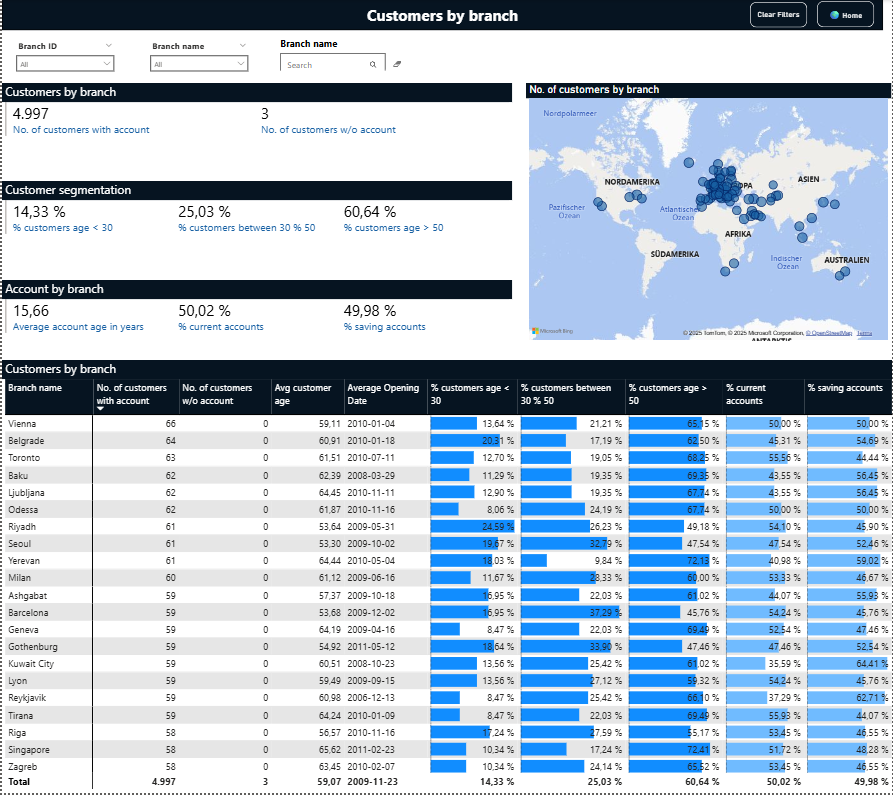 Customers by branch
Clear Filters
Home
Branch ID
Branch name
Branch name
All
All
Search
Customers by branch
4.997
3
No. of customers with account
No. of customers w/o account
Customer segmentation
14,33 %
25,03 %
60,64 %
% customers age < 30
% customers between 30 % 50
% customers age > 50
Account by branch
15,66
50,02 %
49,98 %
Average account age in years
% current accounts
% saving accounts
No. of customers by branch
Nordpolarmeer
NORDAMERIKA
OPA
ASIEN
Pazifischer
Ozean
Atlantischer
Ozean
AFRIKA
SÜDAMERIKA
Indischer
Ozean
AUSTRALIEN
Microsoft Bing
© 2025 TomTom, © 2025 Microsoft Corporation, © OpenStreetMap Terms
ANTARKTIS
Customers by branch
Branch name No. of customers with account No. of customers w/o account Avg customer age Average Opening Date % customers age < 30 % customers between 30 % 50 % customers age > 50 % current accounts % saving accounts
Vienna 66 0 59,11 2010-01-04 13,64 % 21,21 % 65,15 % 50,00 % 50,00 %
Belgrade 64 0 60,91 2010-01-18 20,31 % 17,19 % 62,50 % 45,31 % 54,69 %
Toronto 63 0 61,51 2010-07-11 12,70 % 19,05 % 68,25 % 55,56 % 44,44 %
Baku 62 0 62,39 2008-03-29 11,29 % 19,35 % 69,35 % 43,55 % 56,45 %
Ljubljana 62 0 64,45 2010-11-11 12,90 % 19,35 % 67,74 % 43,55 % 56,45 %
Odessa 62 0 61,87 2010-11-16 8,06 % 24,19 % 67,74 % 50,00 % 50,00 %
Riyadh 61 0 53,64 2009-05-31 24,59 % 26,23 % 49,18 % 54,10 % 45,90 %
Seoul 61 0 53,30 2009-10-02 19,67 % 32,79 % 47,54 % 47,54 % 52,46 %
Yerevan 61 0 64,44 2010-05-04 18,03 % 9,84 % 72,13 % 40,98 % 59,02 %
Milan 60 0 61,12 2009-06-16 11,67 % 28,33 % 60,00 % 53,33 % 46,67 %
Ashgabat 59 0 57,37 2009-10-18 16,95 % 22,03 % 61,02 % 44,07 % 55,93 %
Barcelona 59 0 53,68 2009-12-02 16,95 % 37,29 % 45,76 % 54,24 % 45,76 %
Geneva 59 0 64,19 2009-04-16 8,47 % 22,03 % 69,49 % 52,54 % 47,46 %
Gothenburg 59 0 54,92 2011-05-12 18,64 % 33,90 % 47,46 % 47,46 % 52,54 %
Kuwait City 59 0 60,51 2008-10-23 13,56 % 25,42 % 61,02 % 35,59 % 64,41 %
Lyon 59 0 59,49 2009-09-15 13,56 % 27,12 % 59,32 % 54,24 % 45,76 %
Reykjavik 59 0 60,98 2006-12-13 8,47 % 25,42 % 66,10 % 37,29 % 62,71 %
Tirana 59 0 64,24 2010-01-09 8,47 % 22,03 % 69,49 % 55,93 % 44,07 %
Riga 58 0 56,57 2010-11-16 17,24 % 27,59 % 55,17 % 53,45 % 46,55 %
Singapore 58 0 65,62 2011-02-23 10,34 % 17,24 % 72,41 % 51,72 % 48,28 %
Zagreb 58 0 63,45 2010-02-07 10,34 % 24,14 % 65,52 % 53,45 % 46,55 %
Total 4.997 3 59,07 2009-11-23 14,33 % 25,03 % 60,64 % 50,02 % 49,98 %